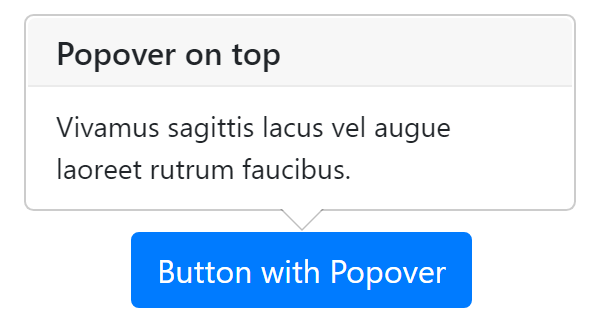 Popover on top
Vivamus sagittis lacus vel augue
laoreet rutrum faucibus.
Button with Popover